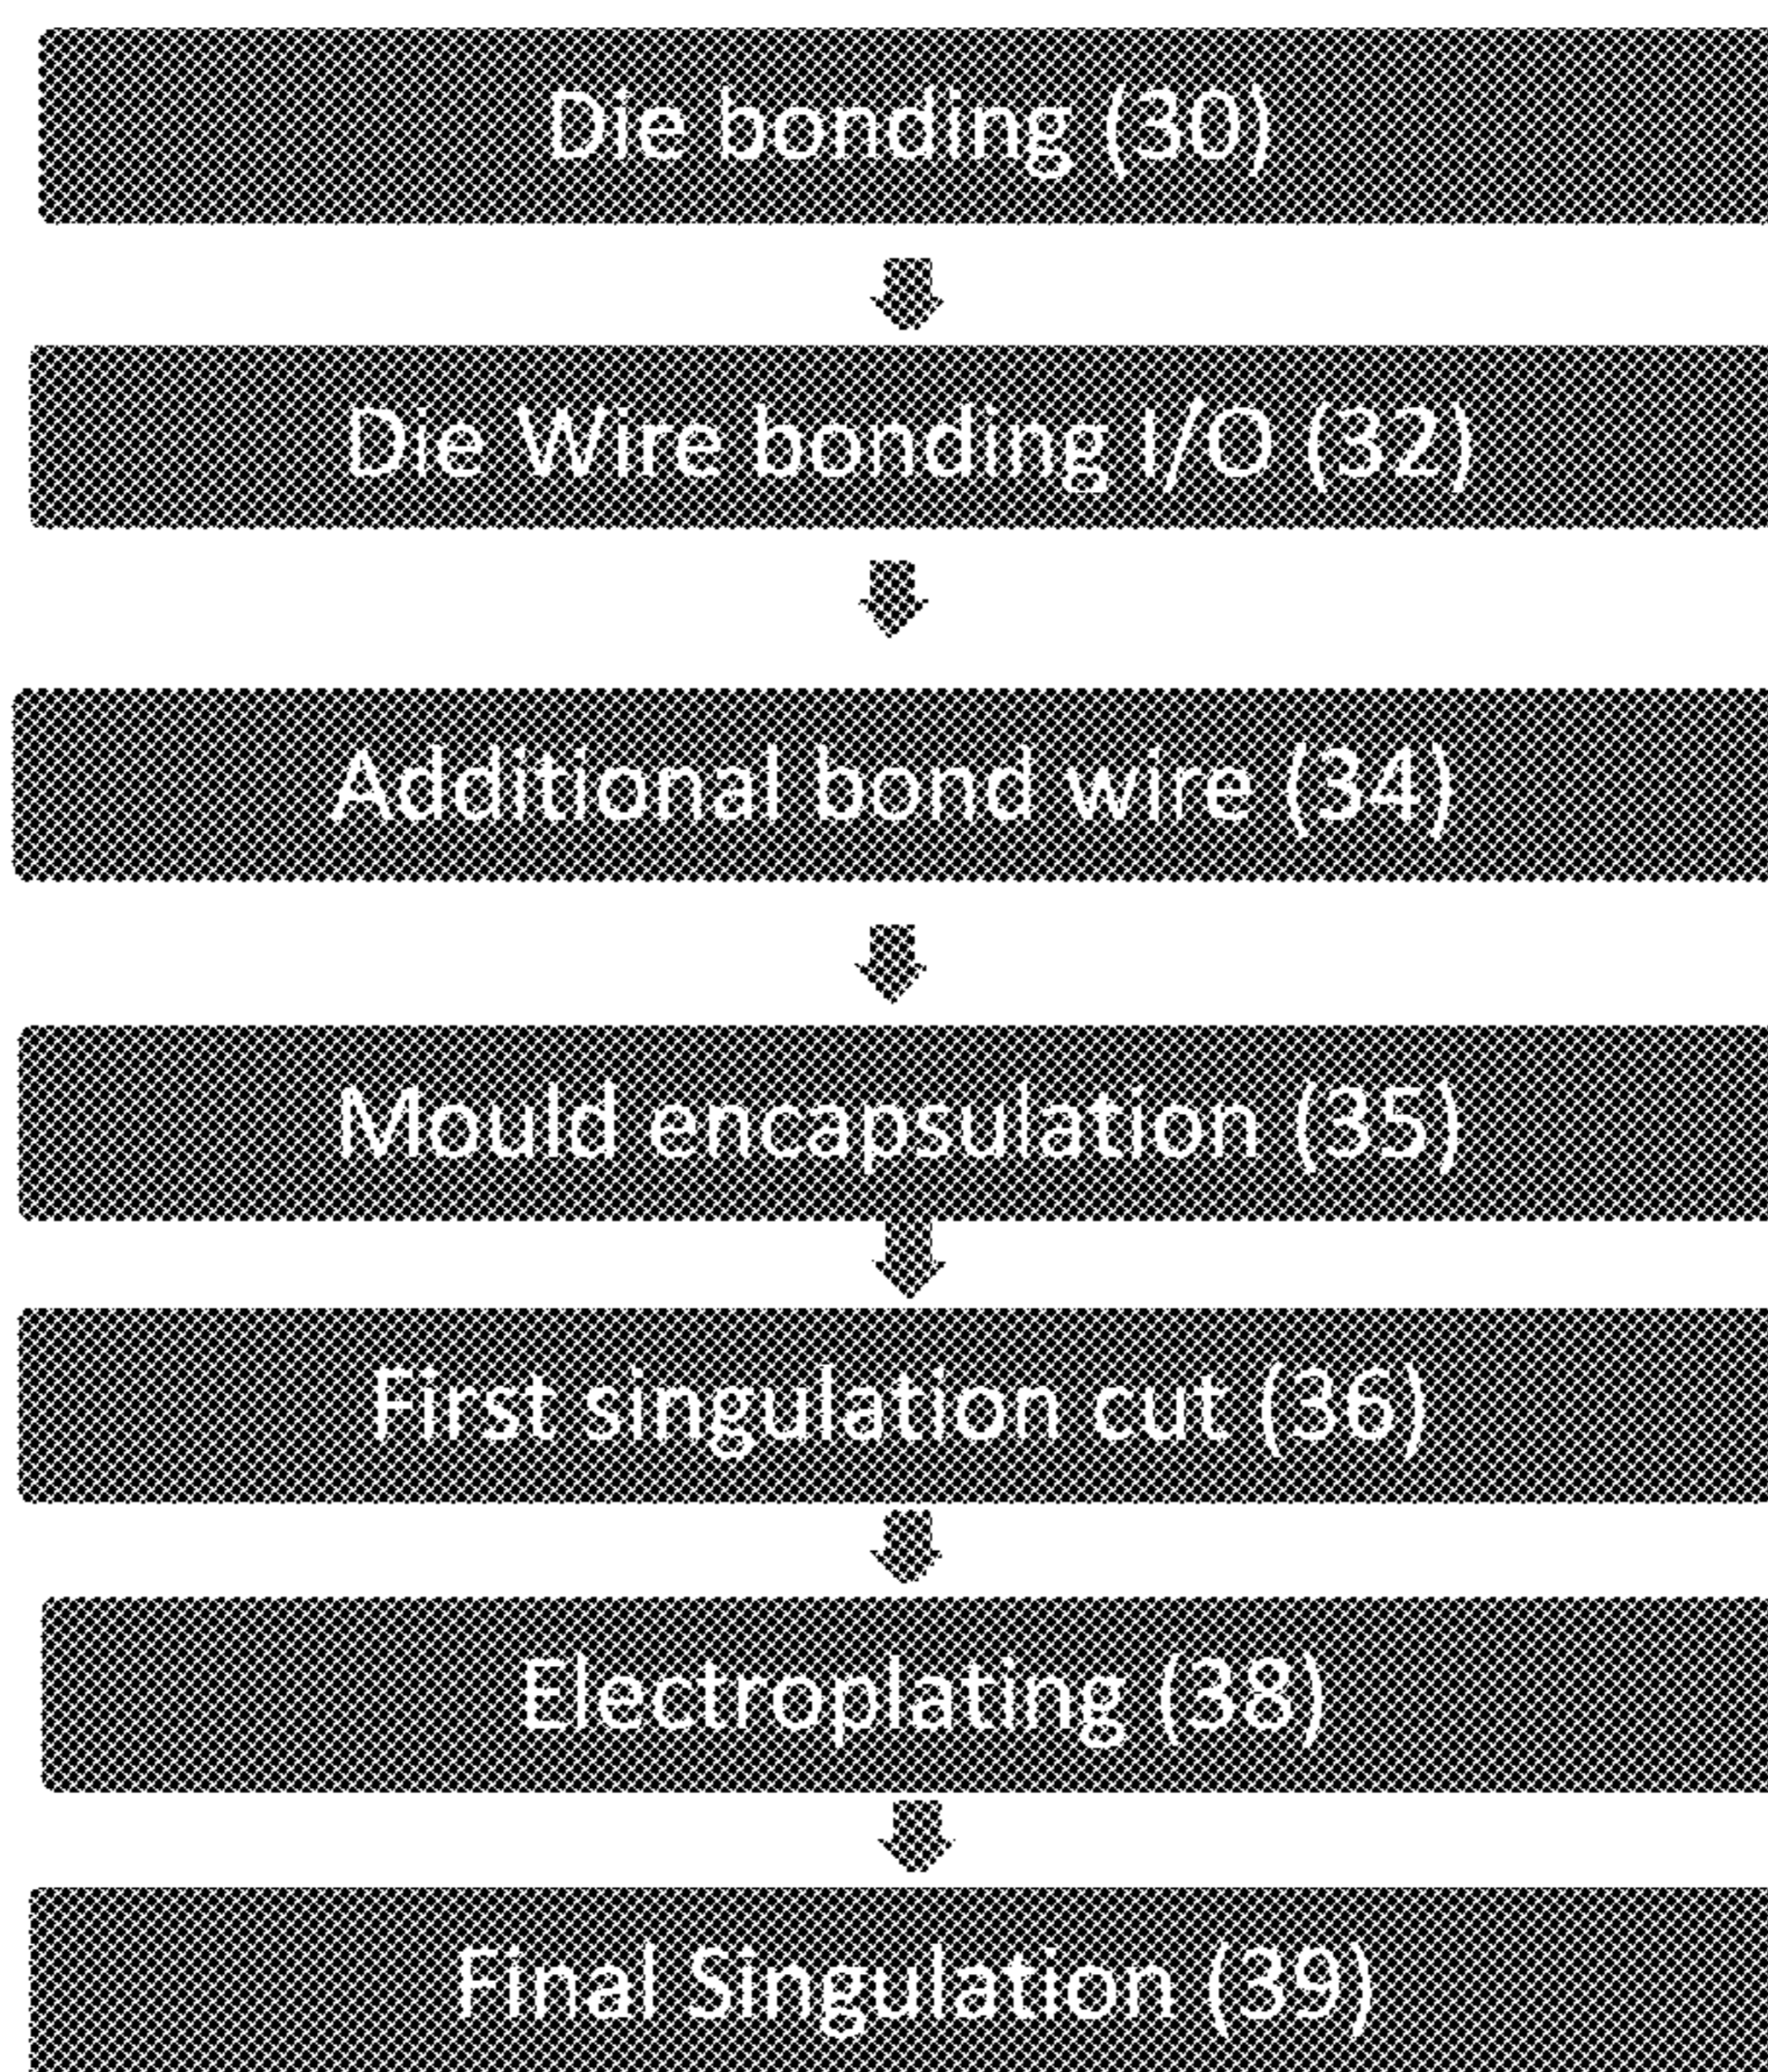 Die bonding (30)
Die Wire bonding I/O (32)
Additional bond wire (34)
Mould encapsulation (35)
First singulation cut (36)
Electroplating (38)
Final Singulation (39)